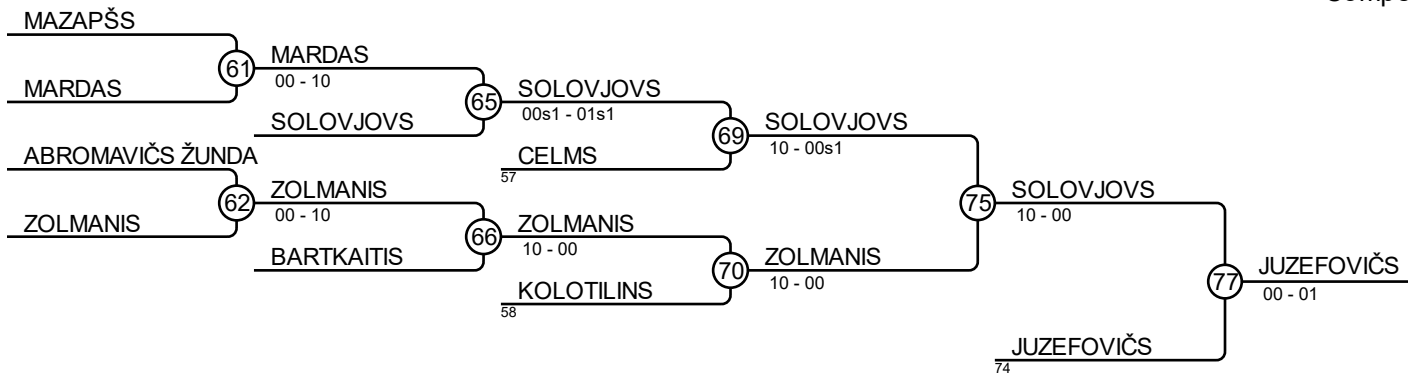 MAZAPŠS
61
MARDAS
00 - 10
MARDAS
65
SOLOVJOVS
00s1 - 01s1
SOLOVJOVS
69
SOLOVJOVS
10 - 00s1
ABROMAVIČS ŽUNDA
CELMS
57
62
ZOLMANIS
00 - 10
75
SOLOVJOVS
10 - 00
ZOLMANIS
66
ZOLMANIS
10 - 00
BARTKAITIS
70
ZOLMANIS
10 - 00
77
JUZEFOVIČS
00 - 01
KOLOTILINS
58
JUZEFOVIČS
74